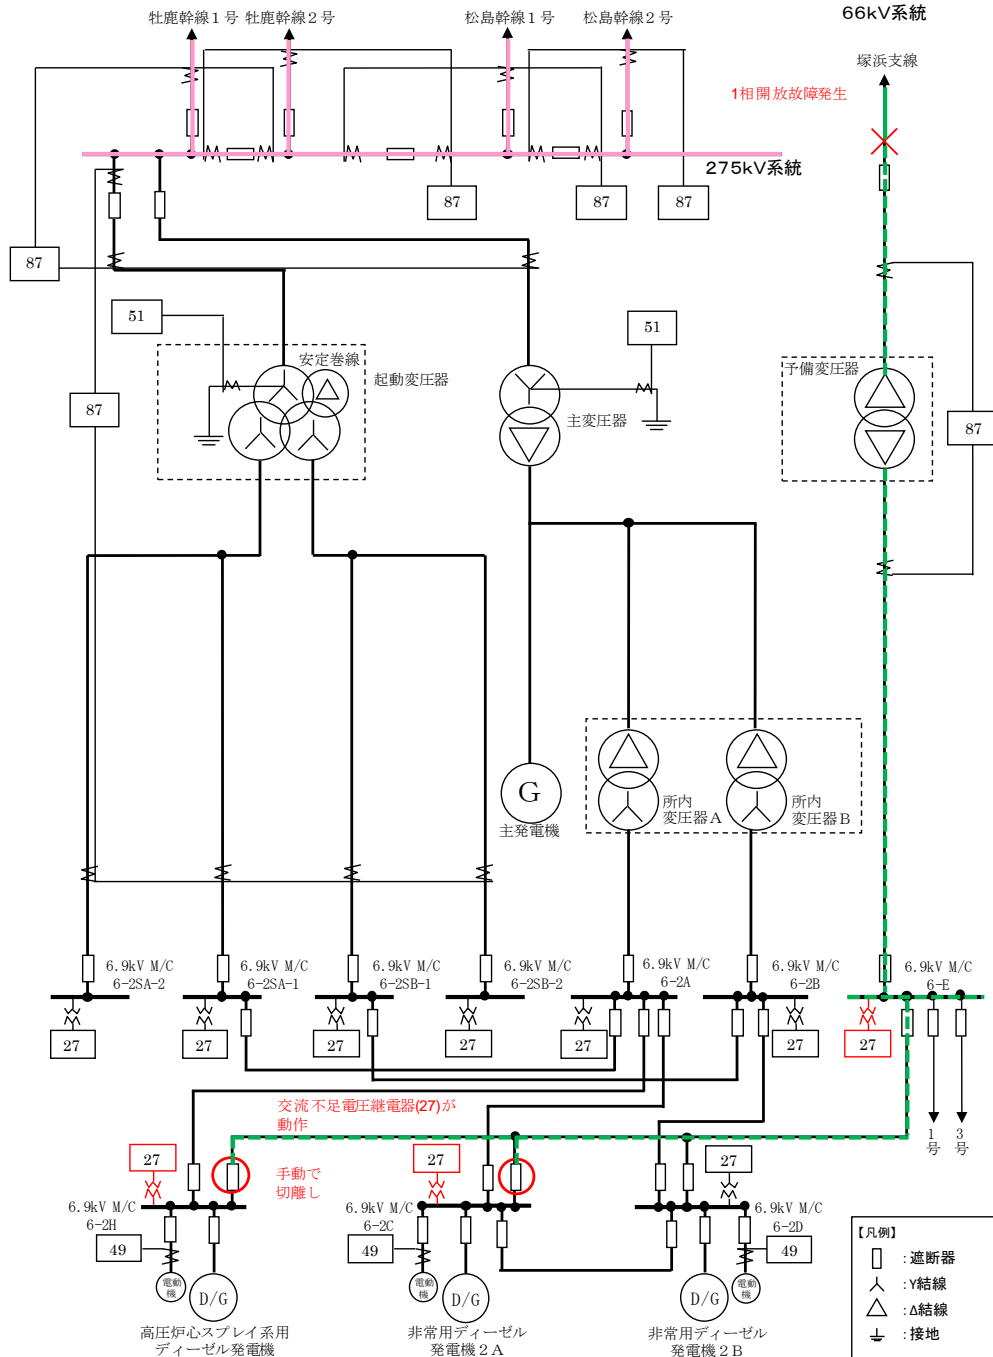 牡鹿幹線1号
牡鹿幹線2号
松島幹線1号
松島幹線2号
66kV系統
塚浜支線
1相開放故障発生
275kV系統
87
87
87
87
51
51
安定巻線
起動変圧器
主変圧器
予備変圧器
87
87
G
主発電機
所内
変圧器A
所内
変圧器B
6.9kV M/C
6-2SA-2
6.9kV M/C
6-2SA-1
6.9kV M/C
6-2SB-1
6.9kV M/C
6-2SB-2
6.9kV M/C
6-2A
6.9kV M/C
6-2B
6.9kV M/C
6-E
27
27
27
27
27
27
27
交流不足電圧継電器(27)が
動作
1号
3号
27
手動で
切離し
27
27
6.9kV M/C
6-2H
6.9kV M/C
6-2C
6.9kV M/C
6-2D
49
49
49
電動
機
D/G
電動
機
D/G
D/G
電動
機
高圧炉心スプレイ系用
ディーゼル発電機
非常用ディーゼル
発電機2A
非常用ディーゼル
発電機2B
【凡例】
:遮断器
:Y結線
:Δ結線
:接地